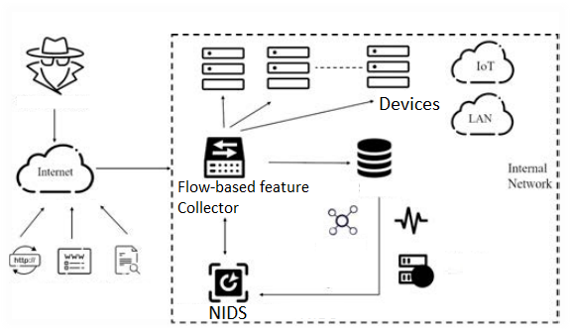 IoT
Devices
LAN
Internet
Flow-based feature
Collector
Internal
Network
http://
WWW
NIDS